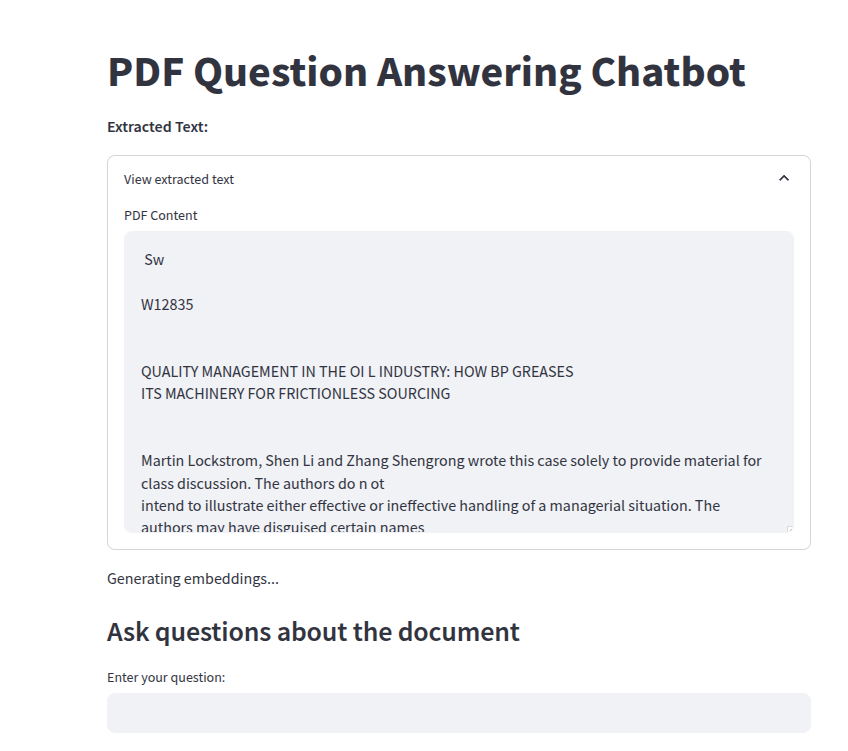 PDF Question Answering Chatbot
Extracted Text:
View extracted text
PDF Content
Sw
W12835
QUALITY MANAGEMENT IN THE OI L INDUSTRY: HOW BP GREASES
ITS MACHINERY FOR FRICTIONLESS SOURCING
Martin Lockstrom, Shen Li and Zhang Shengrong wrote this case solely to provide material for
class discussion. The authors do n ot
intend to illustrate either effective or ineffective handling of a managerial situation. The
authors may have disguised certain names
Generating embeddings...
Ask questions about the document
Enter your question: